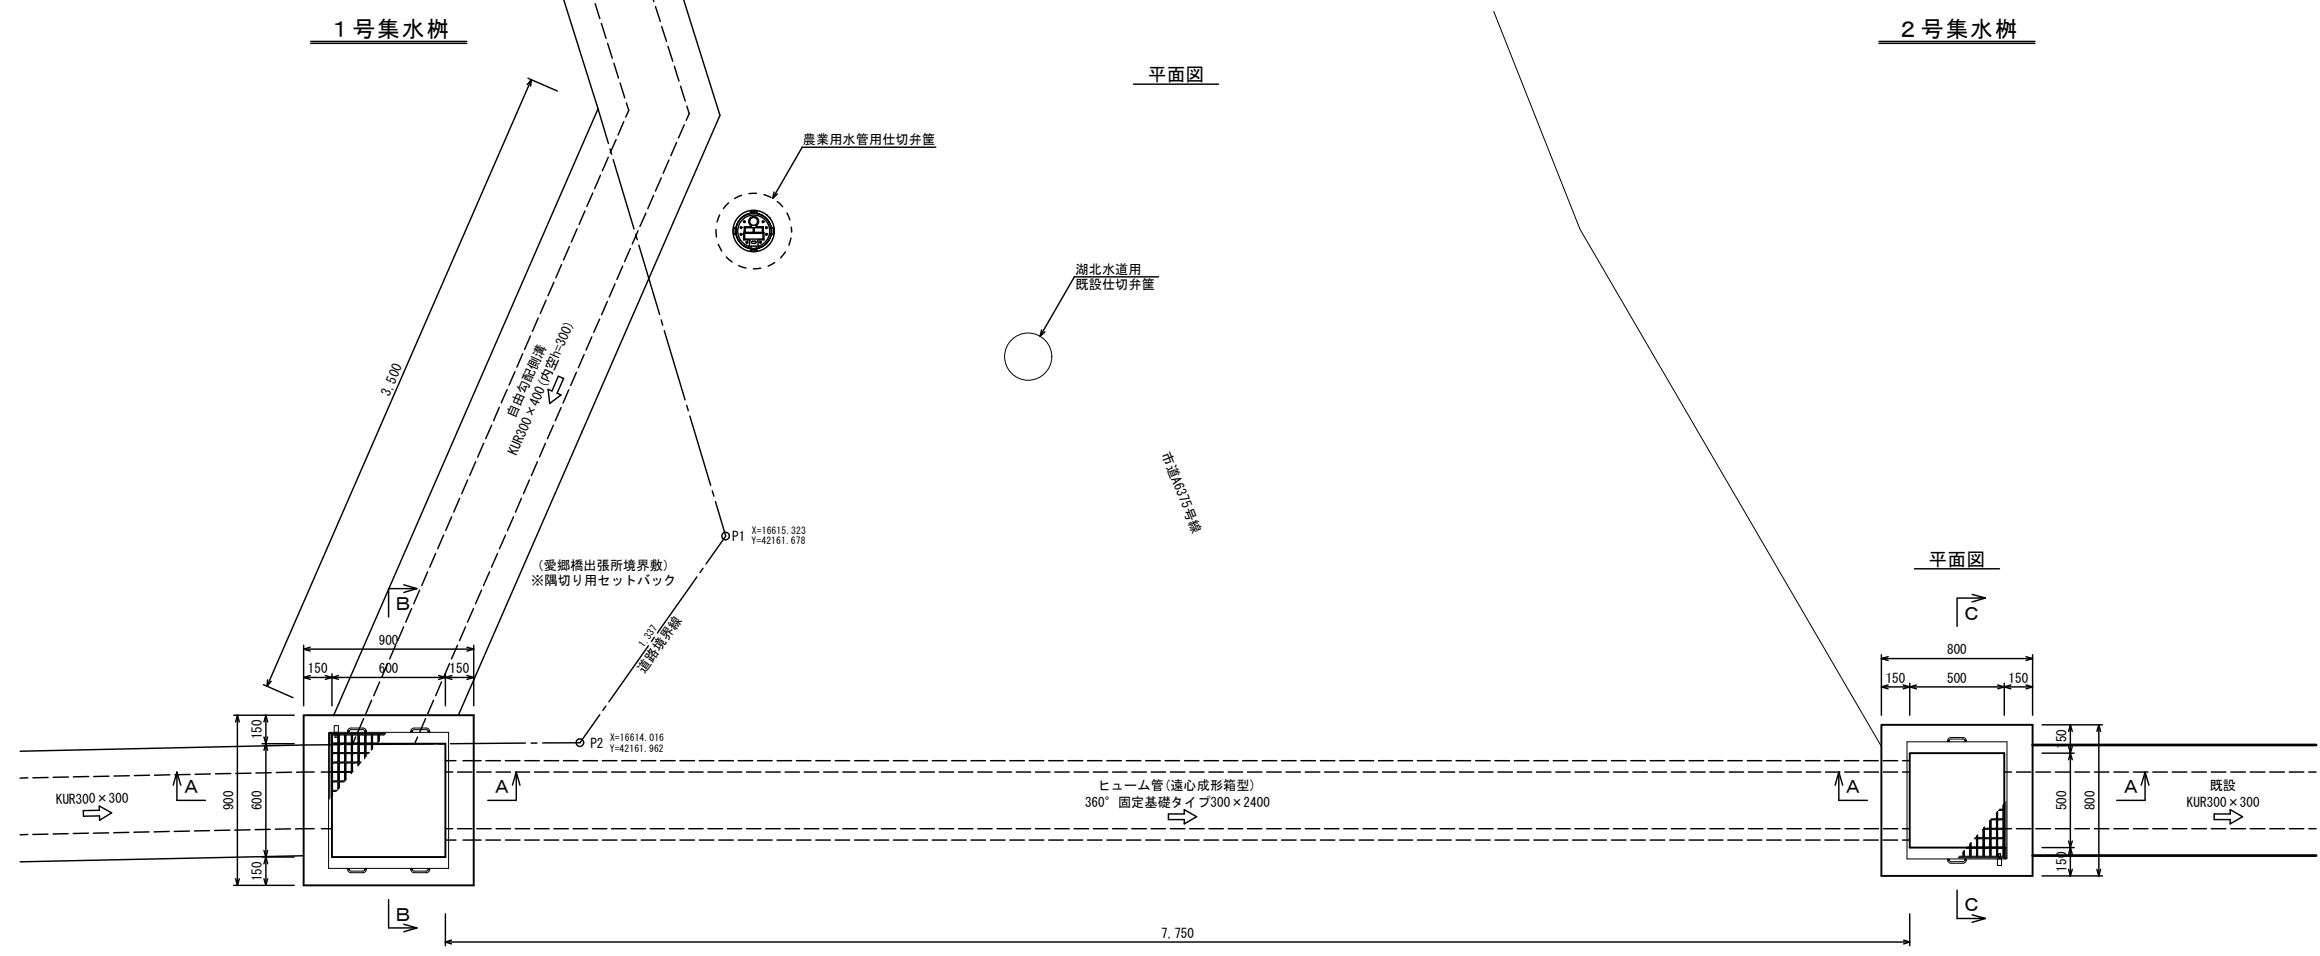 １号集水桝
２号集水桝
平面図
農業用水管用仕切弁筐
湖北水道用
既設仕切弁筐
3,500
自由勾配側溝
KUR300×400(内空h=300)
市道A6375号線
P1
X=16615.323
Y=42161.678
(愛郷橋出張所境界敷)
※隅切り用セットバック
1.337
道路境界線
P2
X=16614.016
Y=42161.962
B
900
150
600
150
150
600
150
900
KUR300×300
A
A
B
ヒューム管(遠心成形箱型)
360° 固定基礎タイプ300×2400
7,750
平面図
C
800
150
500
150
A
A
150
500
150
800
既設
KUR300×300
C